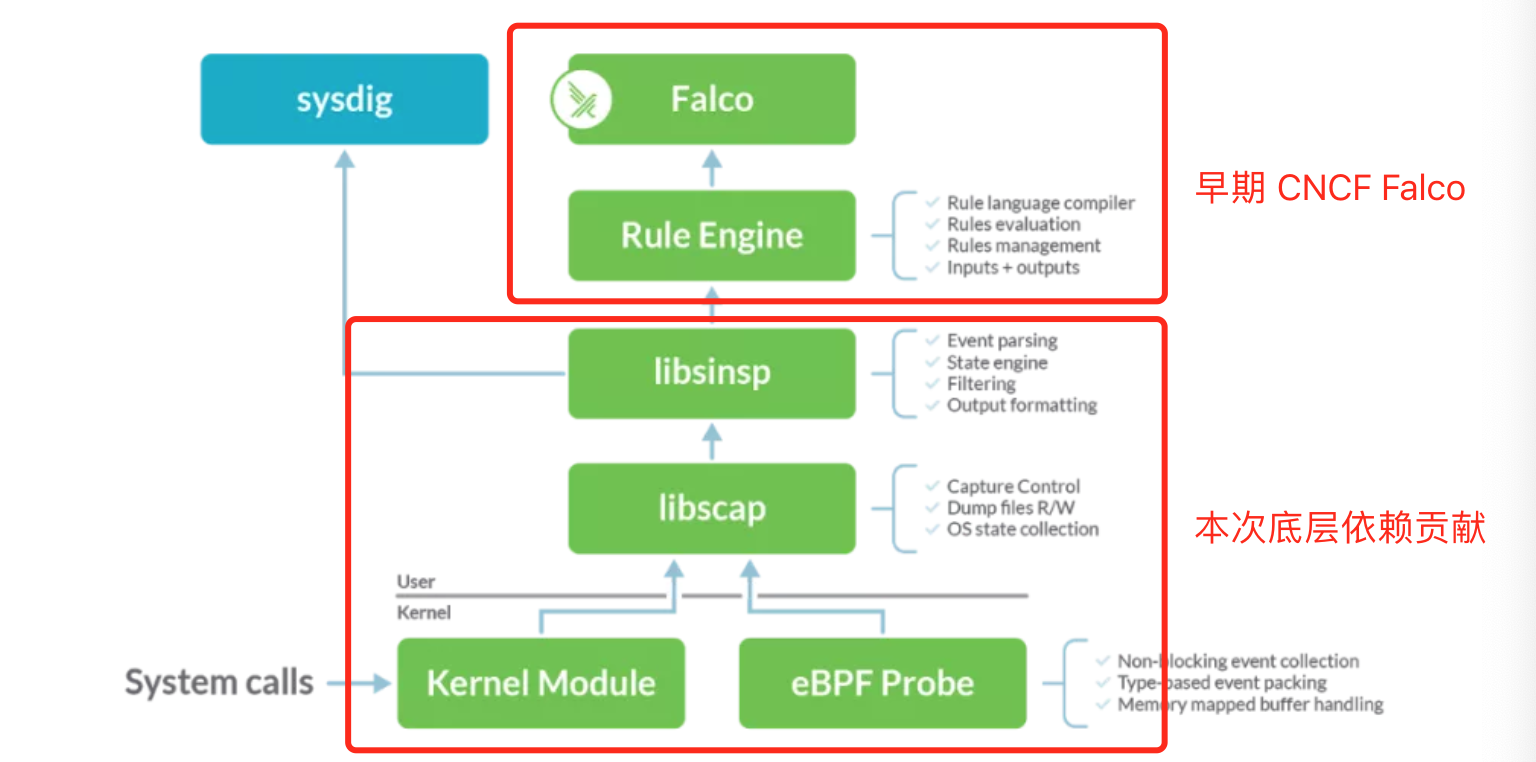 sysdig
Falco
早期 CNCF Falco
Rule Engine
Rule language compiler
Rules evaluation
Rules management
Inputs + outputs
libsinsp
Event parsing
State engine
Filtering
Output formatting
libscap
Capture Control
Dump files R/W
OS state collection
本次底层依赖贡献
User
Kernel
System calls
Kernel Module
eBPF Probe
Non-blocking event collection
Type-based event packing
Memory mapped buffer handling